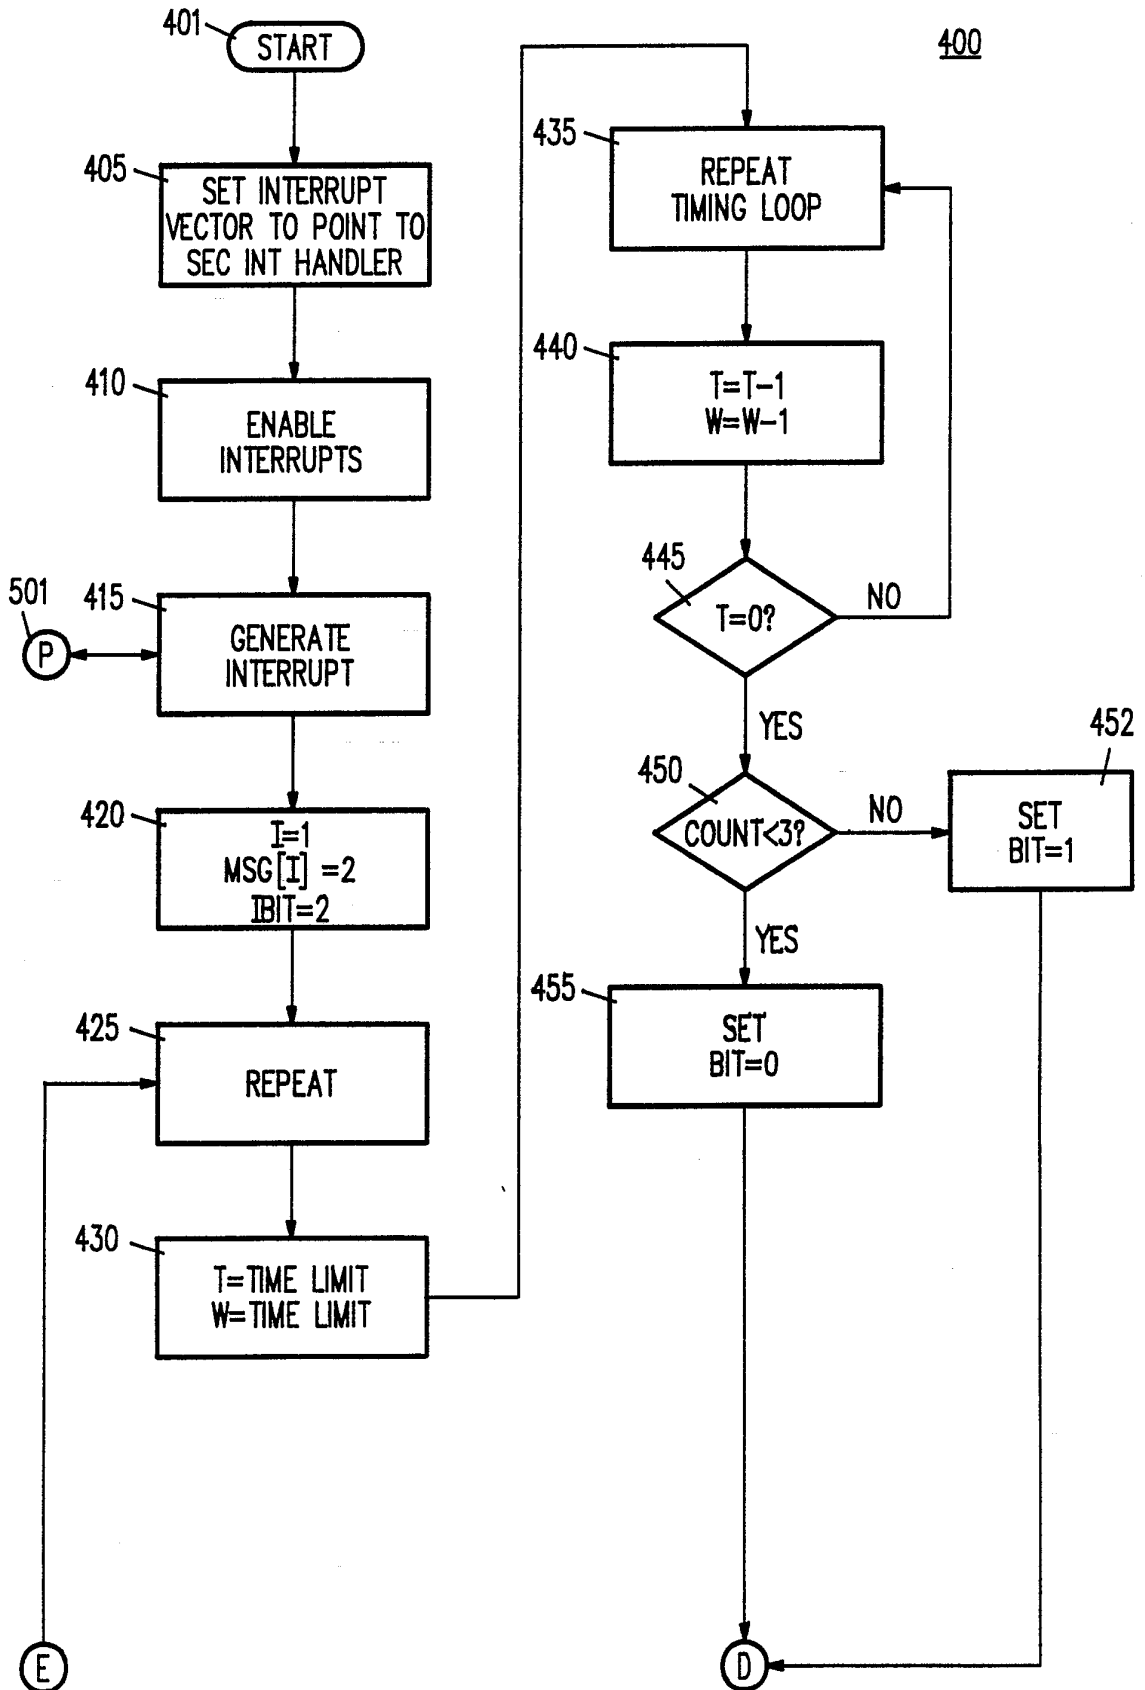 400
401
START
405
SET INTERRUPT
VECTOR TO POINT TO
SEC INT HANDLER
410
ENABLE
INTERRUPTS
501
P
415
GENERATE
INTERRUPT
420
I=1
MSG[I] =2
IBIT=2
425
REPEAT
430
T=TIME LIMIT
W=TIME LIMIT
E
435
REPEAT
TIMING LOOP
440
T=T-1
W=W-1
445
T=0?
NO
YES
450
COUNT<3?
NO
452
SET
BIT=1
YES
455
SET
BIT=0
D